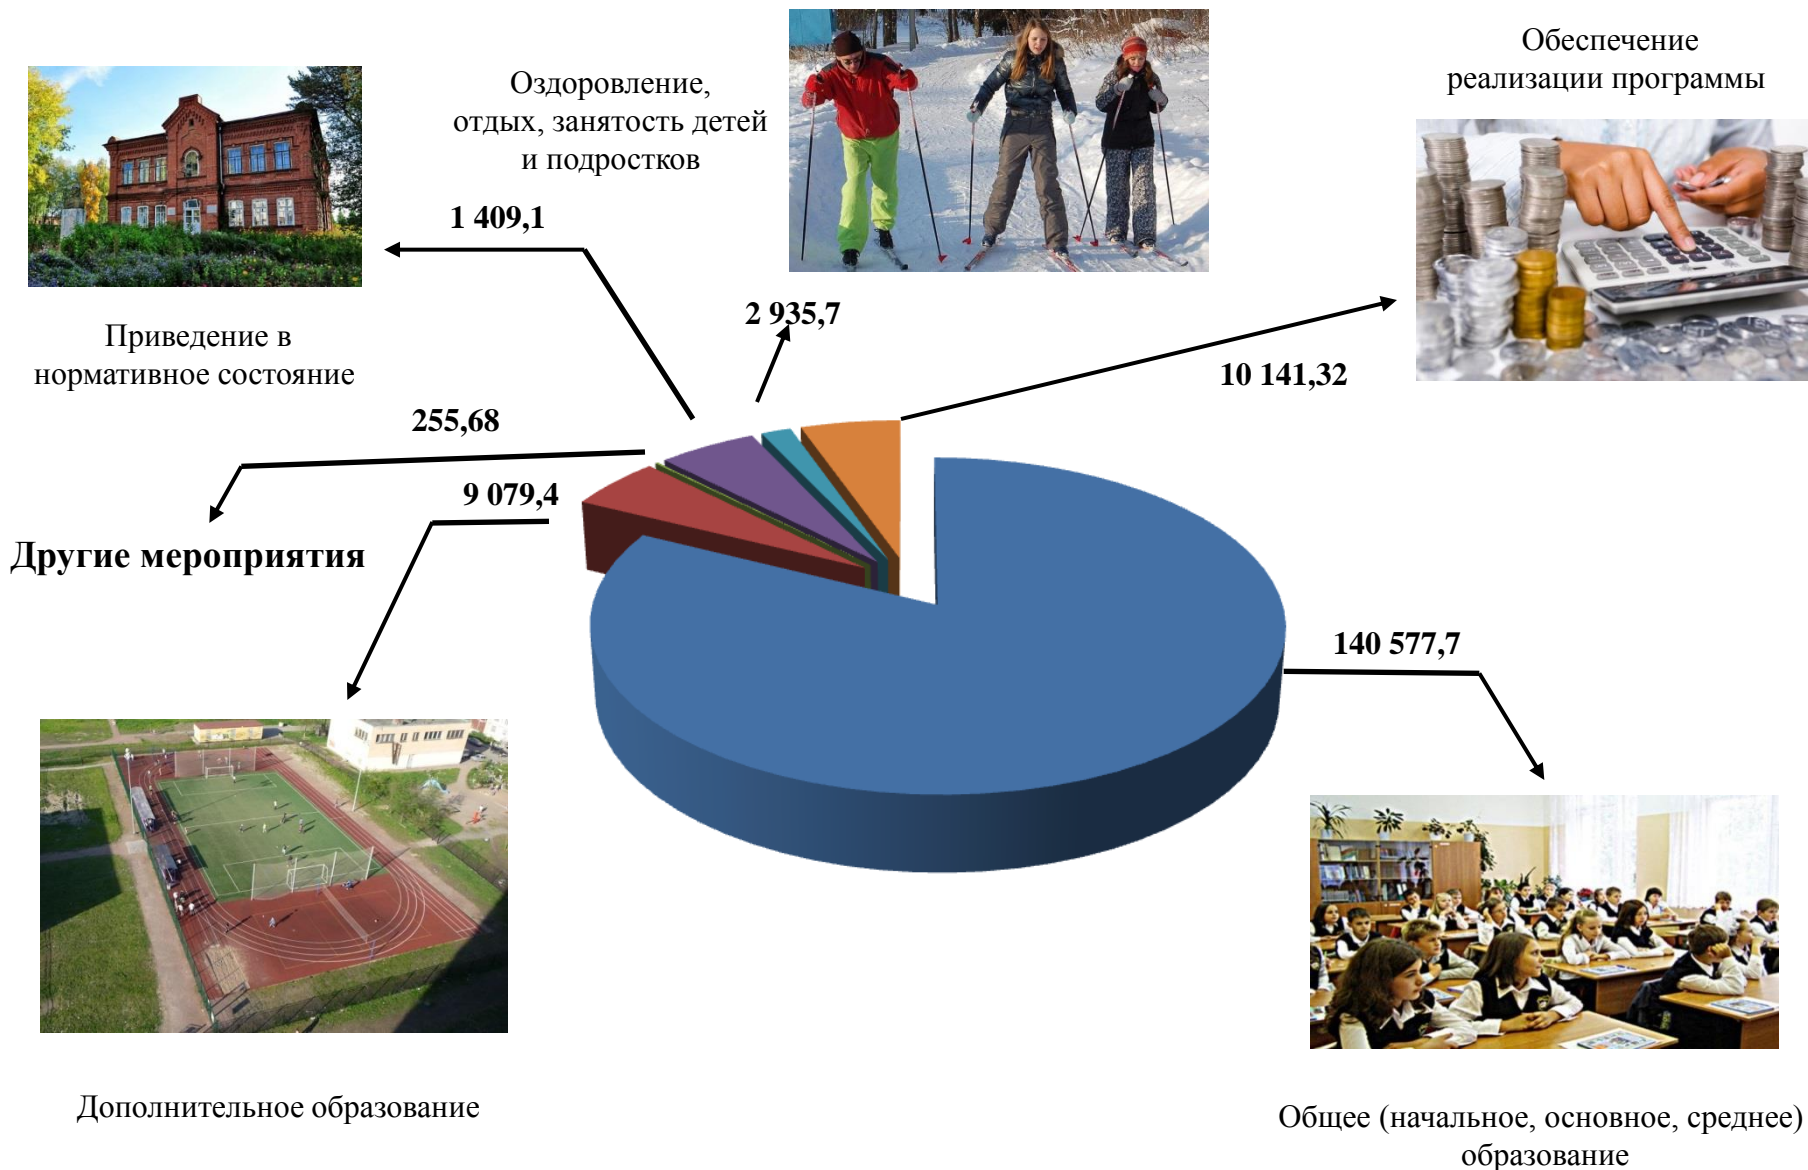 Обеспечение
реализации программы
Оздоровление,
отдых, занятость детей
и подростков
1 409,1
2 935,7
Приведение в
нормативное состояние
10 141,32
255,68
9 079,4
Другие мероприятия
140 577,7
Дополнительное образование
Общее (начальное, основное, среднее)
образование